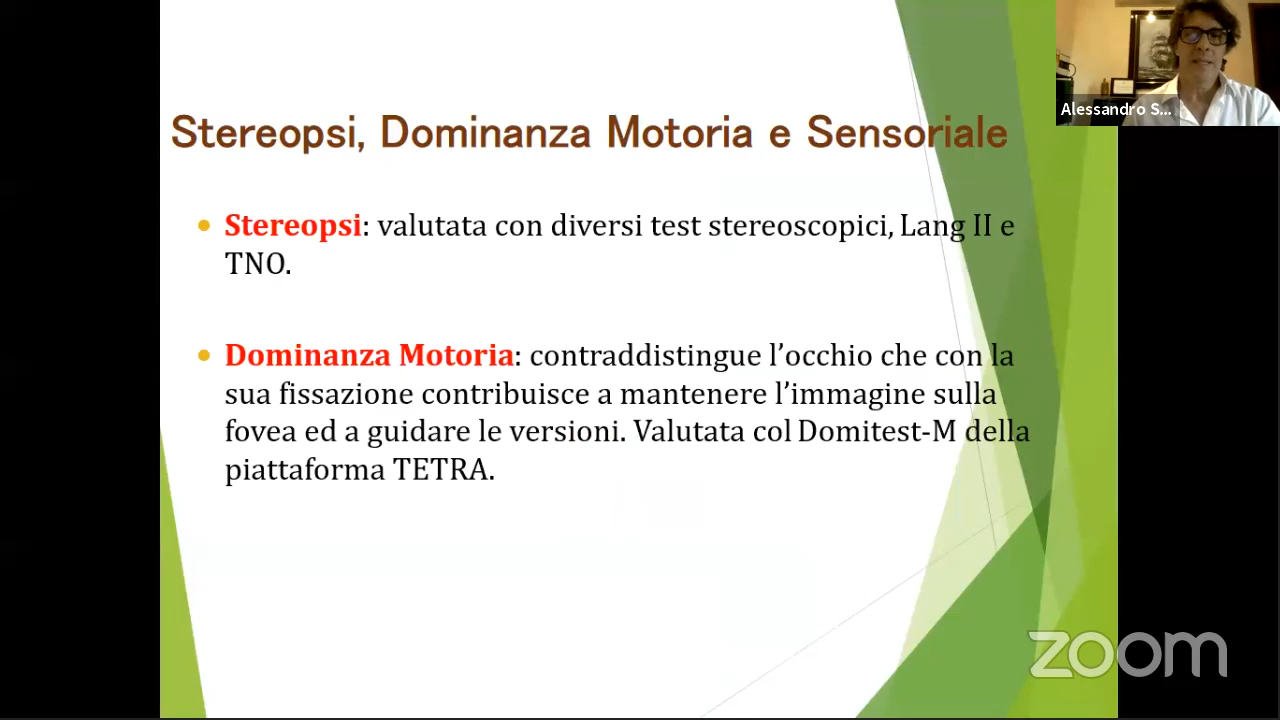 Stereopsi, Dominanza Motoria e Sensoriale
Stereopsi: valutata con diversi test stereoscopici, Lang II e
TNO.
Dominanza Motoria: contraddistingue l’occhio che con la
sua fissazione contribuisce a mantenere l’immagine sulla
fovea ed a guidare le versioni. Valutata col Domitest-M della
piattaforma TETRA.
Alessandro S...
zoom